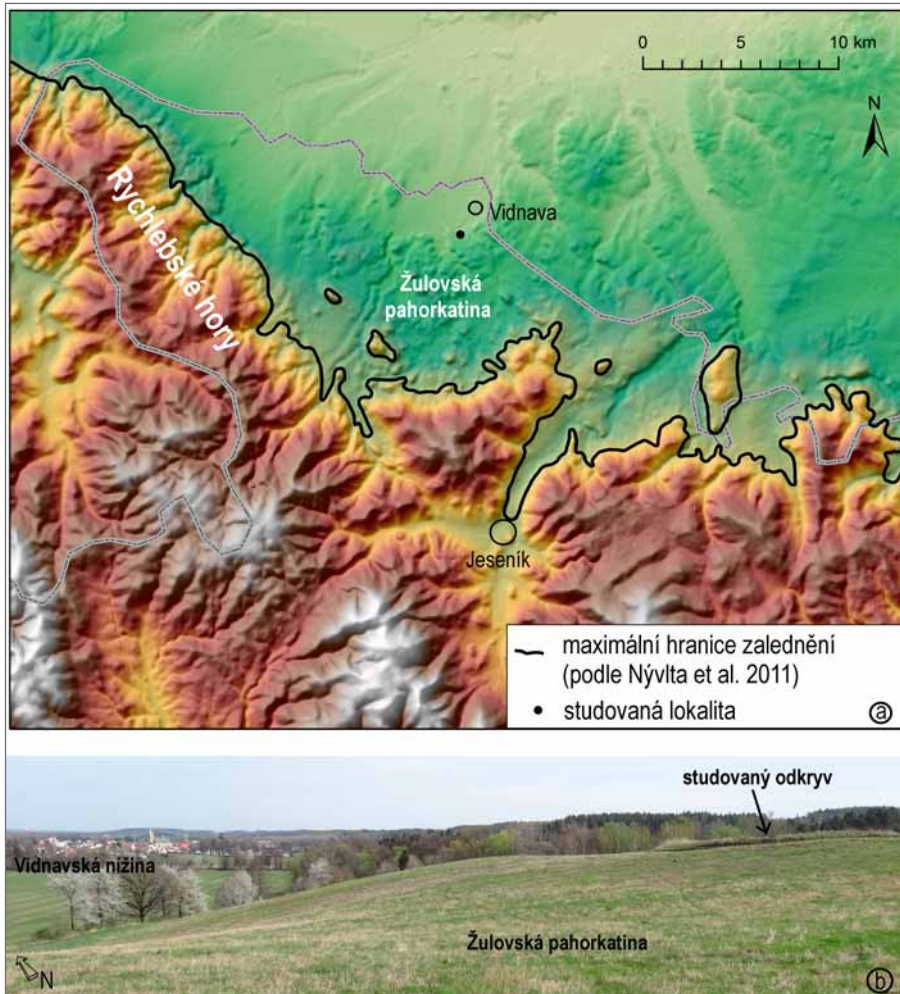 0 5 10 km
N
Vidnava
Rychlebské hory
Žulovská
pahorkatina
Jeseník
maximální hranice zalednění
(podle Nývlta et al. 2011)
studovaná lokalita
a
studovaný odkryv
Vidnavská nížina
Žulovská pahorkatina
N
b